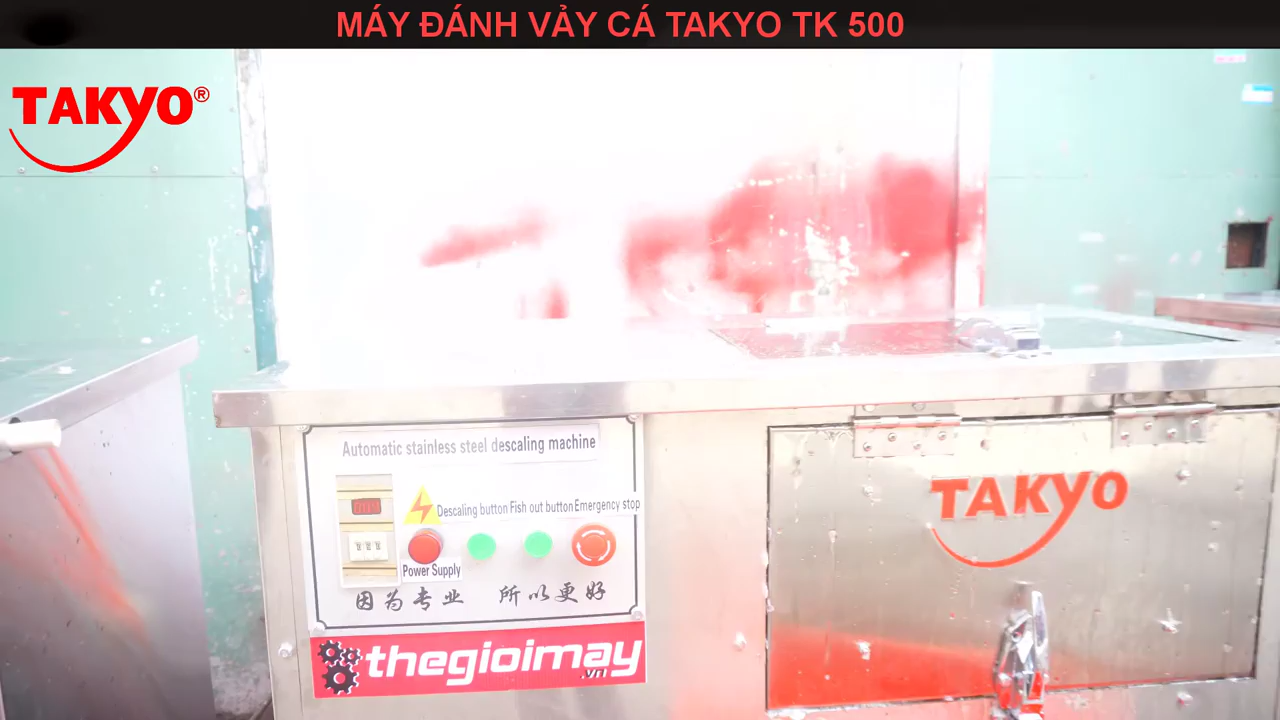 MÁY ĐÁNH VẢY CÁ TAKYO TK 500
TAKYO®
Automatic stainless steel descaling machine
Descaling button Fish out button Emergency stop
Power Supply
因为专业 所以更好
thegioimay
.vn
TAKYO